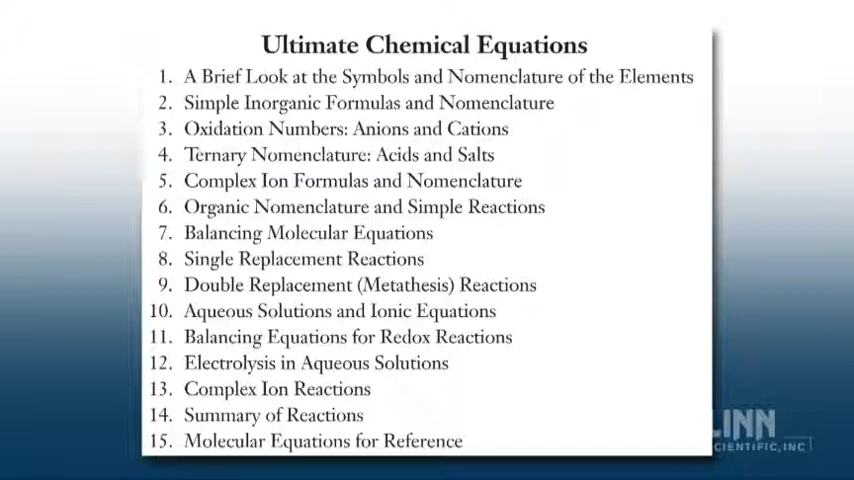 Ultimate Chemical Equations
1. A Brief Look at the Symbols and Nomenclature of the Elements
2. Simple Inorganic Formulas and Nomenclature
3. Oxidation Numbers: Anions and Cations
4. Ternary Nomenclature: Acids and Salts
5. Complex Ion Formulas and Nomenclature
6. Organic Nomenclature and Simple Reactions
7. Balancing Molecular Equations
8. Single Replacement Reactions
9. Double Replacement (Metathesis) Reactions
10. Aqueous Solutions and Ionic Equations
11. Balancing Equations for Redox Reactions
12. Electrolysis in Aqueous Solutions
13. Complex Ion Reactions
14. Summary of Reactions
15. Molecular Equations for Reference
LINN
CIENTIFIC, INC